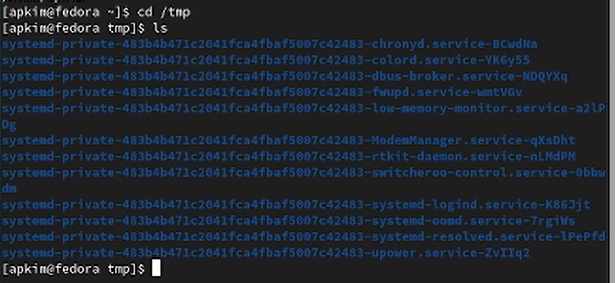 [apkim@fedora ~]$ cd /tmp
[apkim@fedora tmp]$ ls
systemd-private-483b4b471c2041fca4fbaf5007c42483-chronyd.service-BCwdNa
systemd-private-483b4b471c2041fca4fbaf5007c42483-colord.service-YK6y55
systemd-private-483b4b471c2041fca4fbaf5007c42483-dbus-broker.service-NDQYXq
systemd-private-483b4b471c2041fca4fbaf5007c42483-fwupd.service-wmtVGv
systemd-private-483b4b471c2041fca4fbaf5007c42483-low-memory-monitor.service-a2lP
Dg
systemd-private-483b4b471c2041fca4fbaf5007c42483-ModemManager.service-qXsDht
systemd-private-483b4b471c2041fca4fbaf5007c42483-rtkit-daemon.service-nLMdPM
systemd-private-483b4b471c2041fca4fbaf5007c42483-switcheroo-control.service-0bbw
dm
systemd-private-483b4b471c2041fca4fbaf5007c42483-systemd-logind.service-K86Jjt
systemd-private-483b4b471c2041fca4fbaf5007c42483-systemd-oomd.service-7rgiWs
systemd-private-483b4b471c2041fca4fbaf5007c42483-systemd-resolved.service-lPePfd
systemd-private-483b4b471c2041fca4fbaf5007c42483-upower.service-ZvIIq2
[apkim@fedora tmp]$